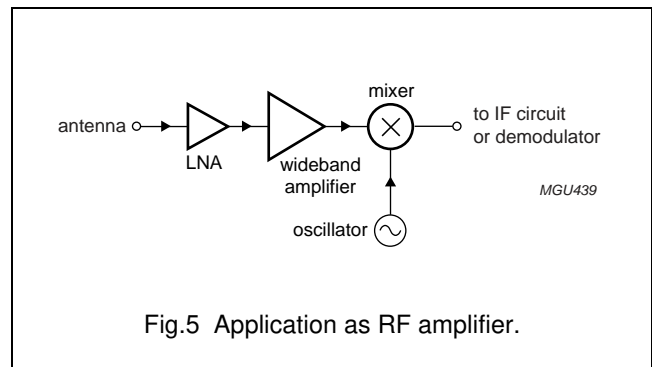 mixer
antenna
to IF circuit
or demodulator
LNA
wideband
amplifier
MGU439
oscillator
Fig.5 Application as RF amplifier.